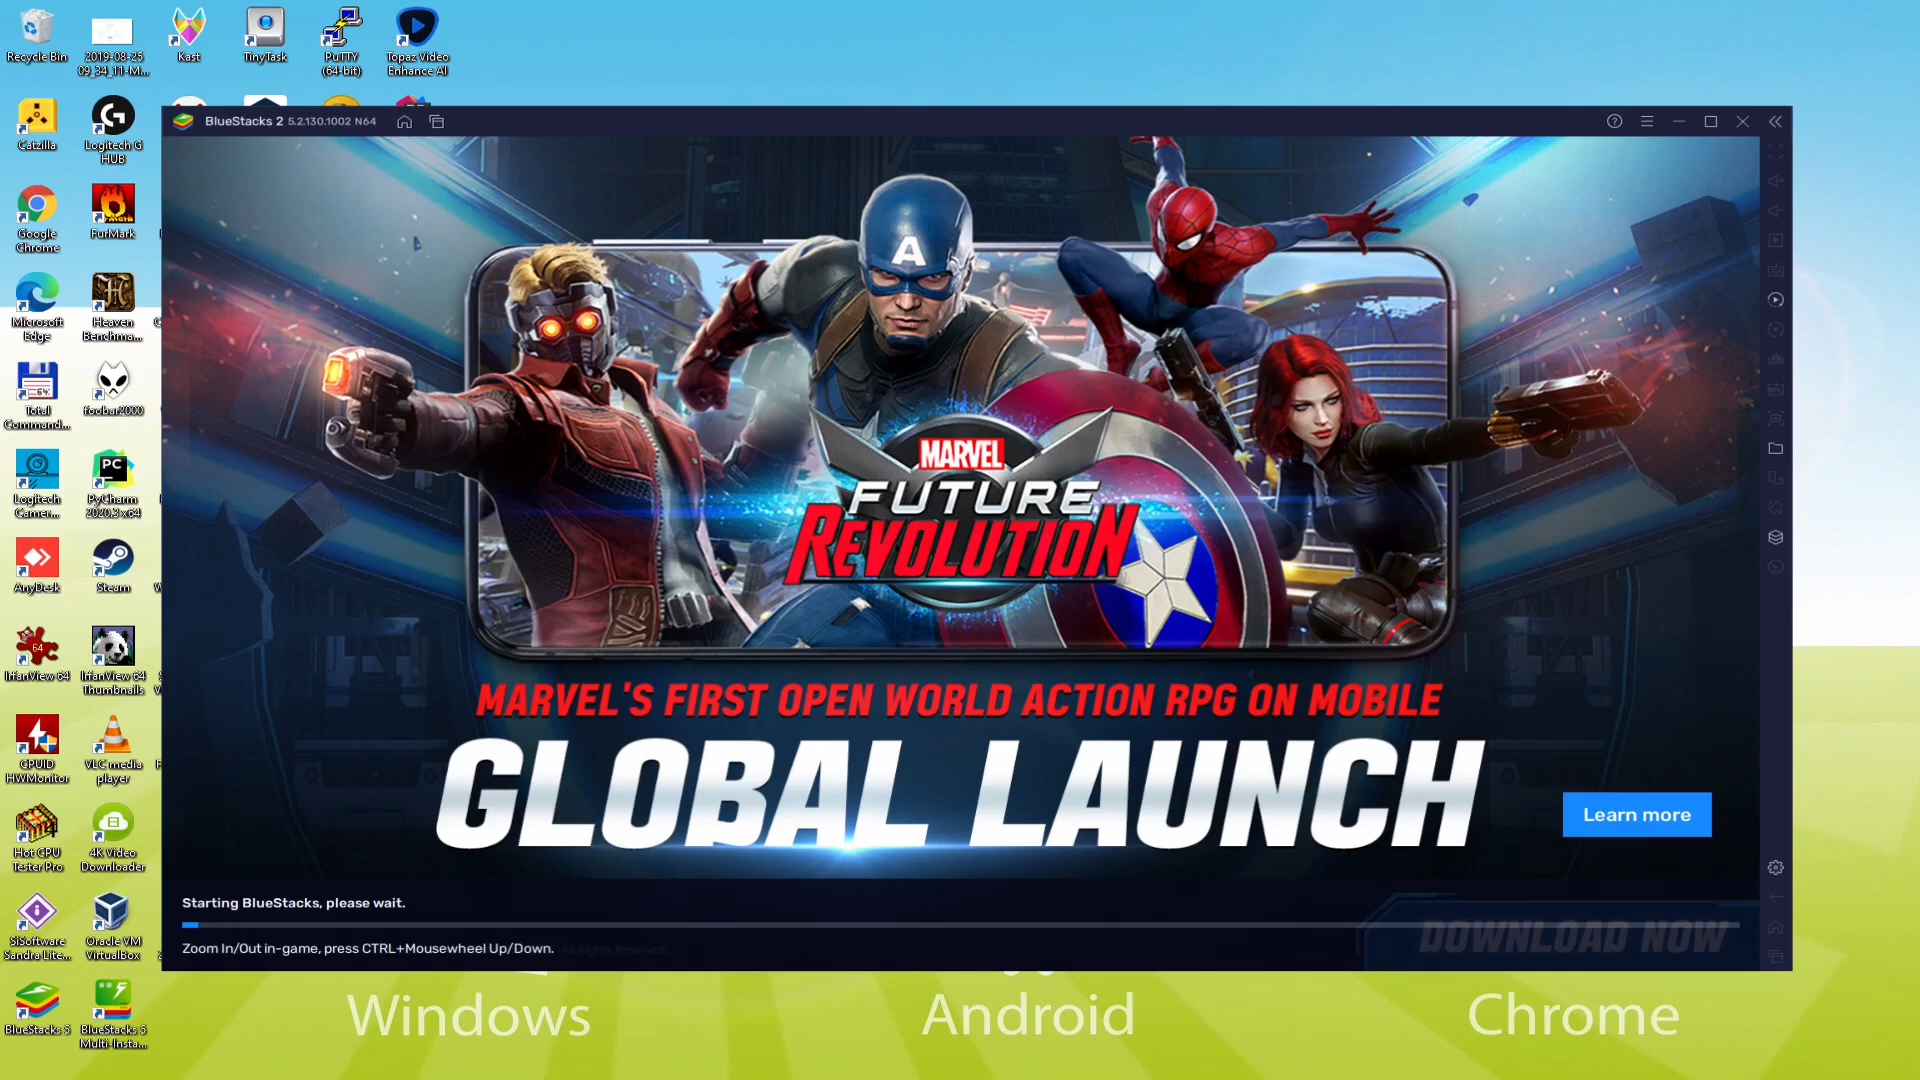 Recycle Bin
2019-08-25
09_34_11-M...
Kast
TinyTask
PuTTY
(64-bit)
Topaz Video
Enhance AI
Catzilla
Logitech G
HUB
Google
Chrome
FurMark
Microsoft
Edge
Heaven
Benchma...
Total
Command...
foobar2000
Logitech
Camer...
PC
PyCharm
2020.3 x64
AnyDesk
Steam
64
IrfanView 64
IrfanView 64
Thumbnails
CPUID
HWMonitor
VLC media
player
Hot CPU
Tester Pro
4K Video
Downloader
SiSoftware
Sandra Lite...
Oracle VM
VirtualBox
BlueStacks 5
BlueStacks 5
Multi-Insta...
BlueStacks 2 5.2.130.1002 N64
A
MARVEL
FUTURE
REVOLUTION
MARVEL'S FIRST OPEN WORLD ACTION RPG ON MOBILE
GLOBAL LAUNCH
Learn more
Starting BlueStacks, please wait.
DOWNLOAD NOW
Zoom In/Out in-game, press CTRL+Mousewheel Up/Down.
All Rights Reserved.
Windows
Android
Chrome